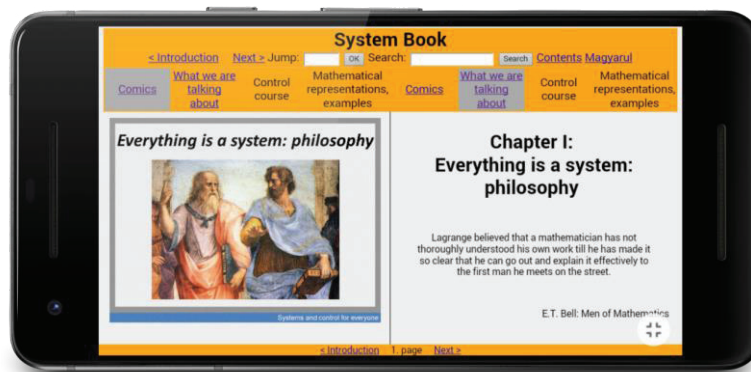 System Book
< Introduction Next > Jump: OK Search: Search Contents Magyarul
Comics What we are talking about Control course Mathematical representations, examples Comics What we are talking about Control course Mathematical representations, examples
Everything is a system: philosophy
Systems and control for everyone
Chapter I:
Everything is a system:
philosophy
Lagrange believed that a mathematician has not
thoroughly understood his own work till he has made it
so clear that he can go out and explain it effectively to
the first man he meets on the street.
E.T. Bell: Men of Mathematics
< Introduction 1. page Next >